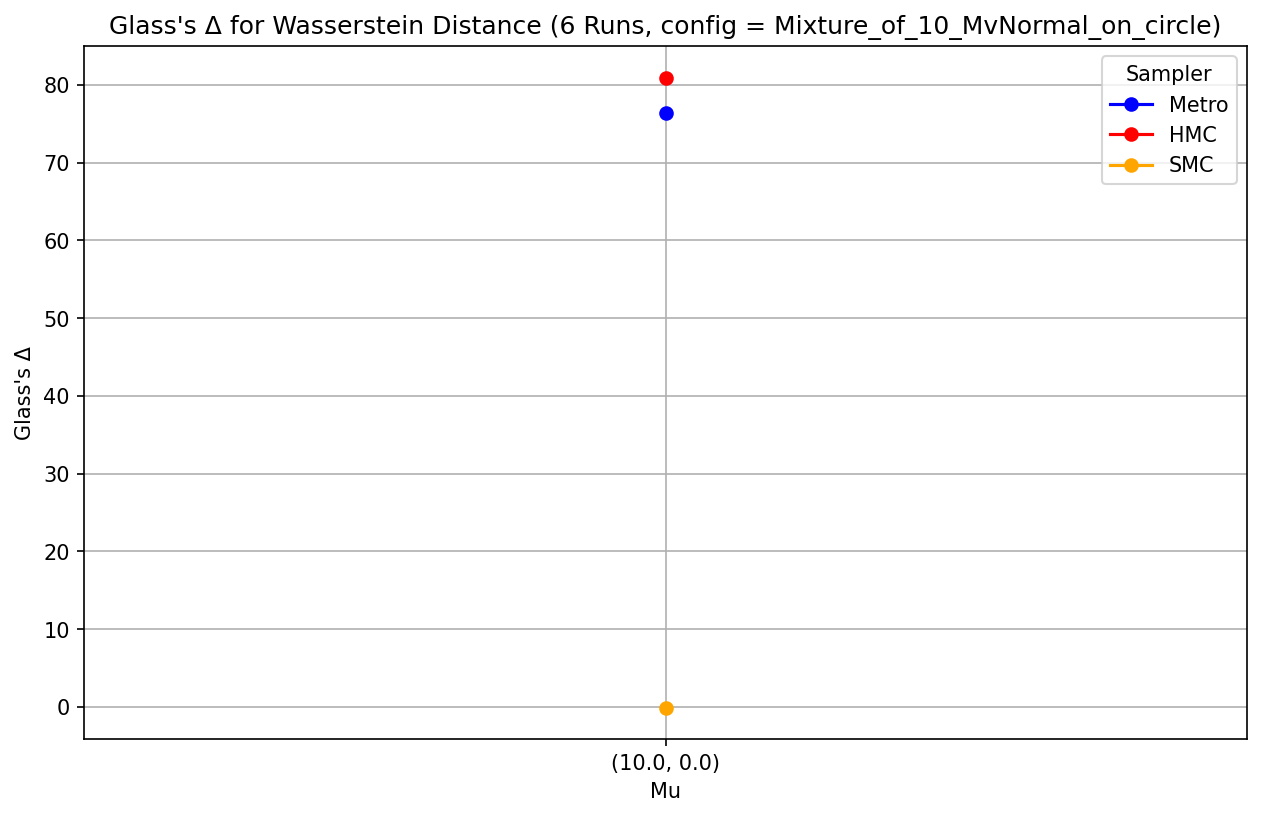 Glass's Δ for Wasserstein Distance (6 Runs, config = Mixture_of_10_MvNormal_on_circle)
Sampler
Metro
HMC
SMC
80
70
60
50
40
30
20
10
0
Glass's Δ
(10.0, 0.0)
Mu